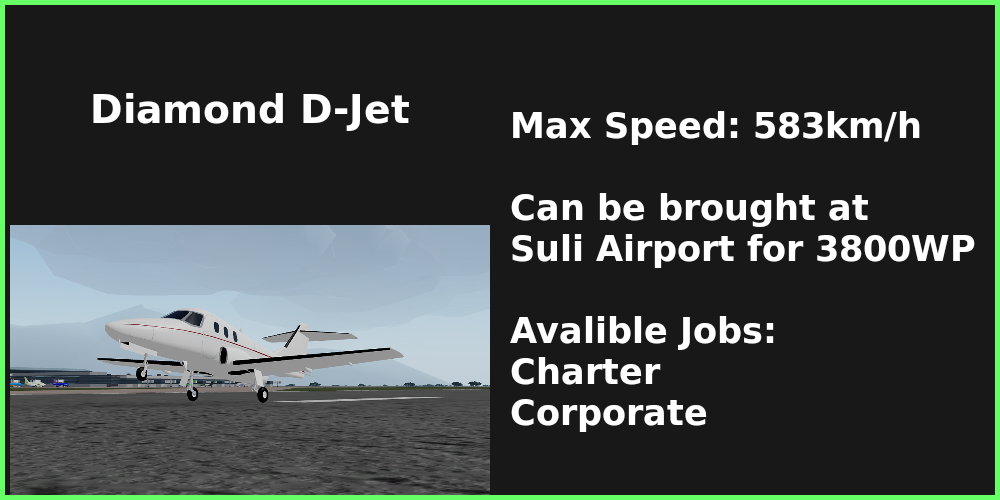 Diamond D-Jet
Max Speed: 583km/h
Can be brought at
Suli Airport for 3800WP
Avalible Jobs:
Charter
Corporate